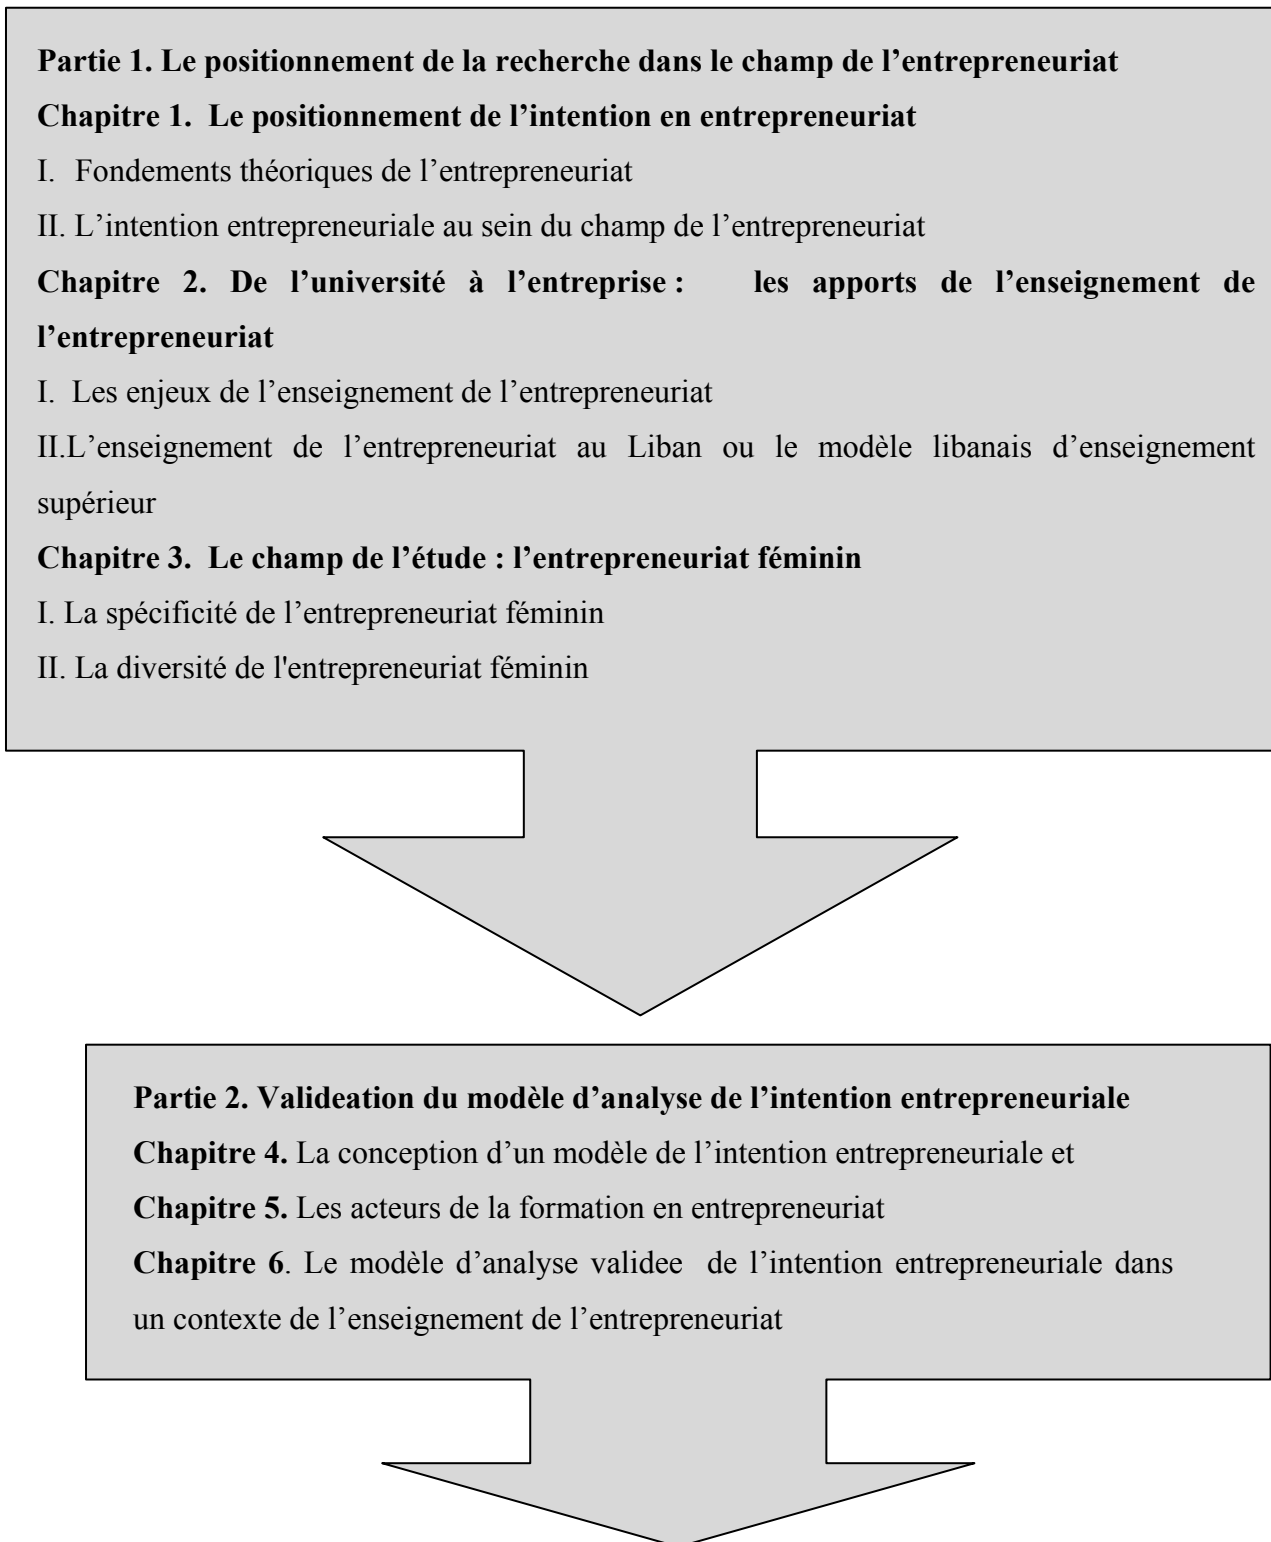 Partie 1. Le positionnement de la recherche dans le champ de l’entrepreneuriat
Chapitre 1.  Le positionnement de l’intention en entrepreneuriat
I.  Fondements théoriques de l’entrepreneuriat
II. L’intention entrepreneuriale au sein du champ de l’entrepreneuriat
Chapitre 2. De l’université à l’entreprise :   les apports de l’enseignement de
l’entrepreneuriat
I.  Les enjeux de l’enseignement de l’entrepreneuriat
II.L’enseignement de l’entrepreneuriat au Liban ou le modèle libanais d’enseignement
supérieur
Chapitre 3.  Le champ de l’étude : l’entrepreneuriat féminin
I. La spécificité de l’entrepreneuriat féminin
II. La diversité de l'entrepreneuriat féminin
Partie 2. Valideation du modèle d’analyse de l’intention entrepreneuriale
Chapitre 4. La conception d’un modèle de l’intention entrepreneuriale et
Chapitre 5. Les acteurs de la formation en entrepreneuriat
Chapitre 6. Le modèle d’analyse validee  de l’intention entrepreneuriale dans
un contexte de l’enseignement de l’entrepreneuriat